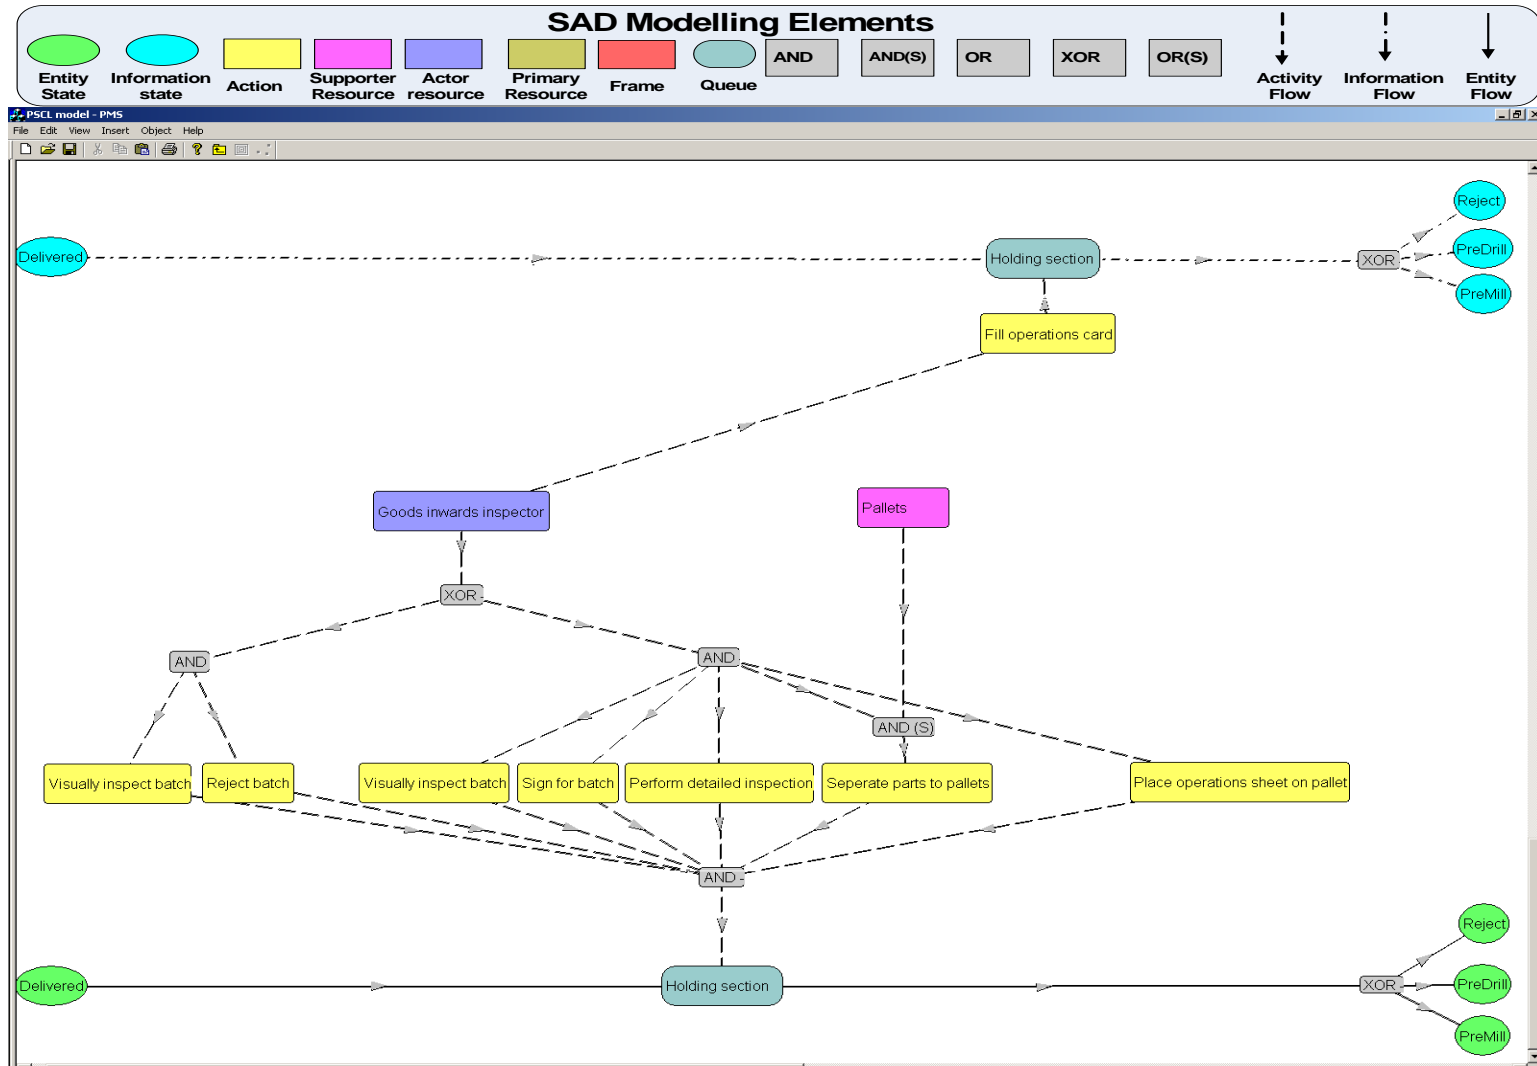 SAD Modelling Elements
Entity
State
Information
state
Action
Supporter
Resource
Actor
resource
Primary
Resource
Frame
Queue
AND
AND(S)
OR
XOR
OR(S)
Activity
Flow
Information
Flow
Entity
Flow
PSCL model - PMS
File Edit View Insert Object Help
Reject
Delivered
Holding section
XOR
PreDrill
PreMill
Fill operations card
Goods inwards inspector
Pallets
XOR
AND
AND
AND (S)
Visually inspect batch
Reject batch
Visually inspect batch
Sign for batch
Perform detailed inspection
Seperate parts to pallets
Place operations sheet on pallet
AND
Reject
Delivered
Holding section
XOR
PreDrill
PreMill